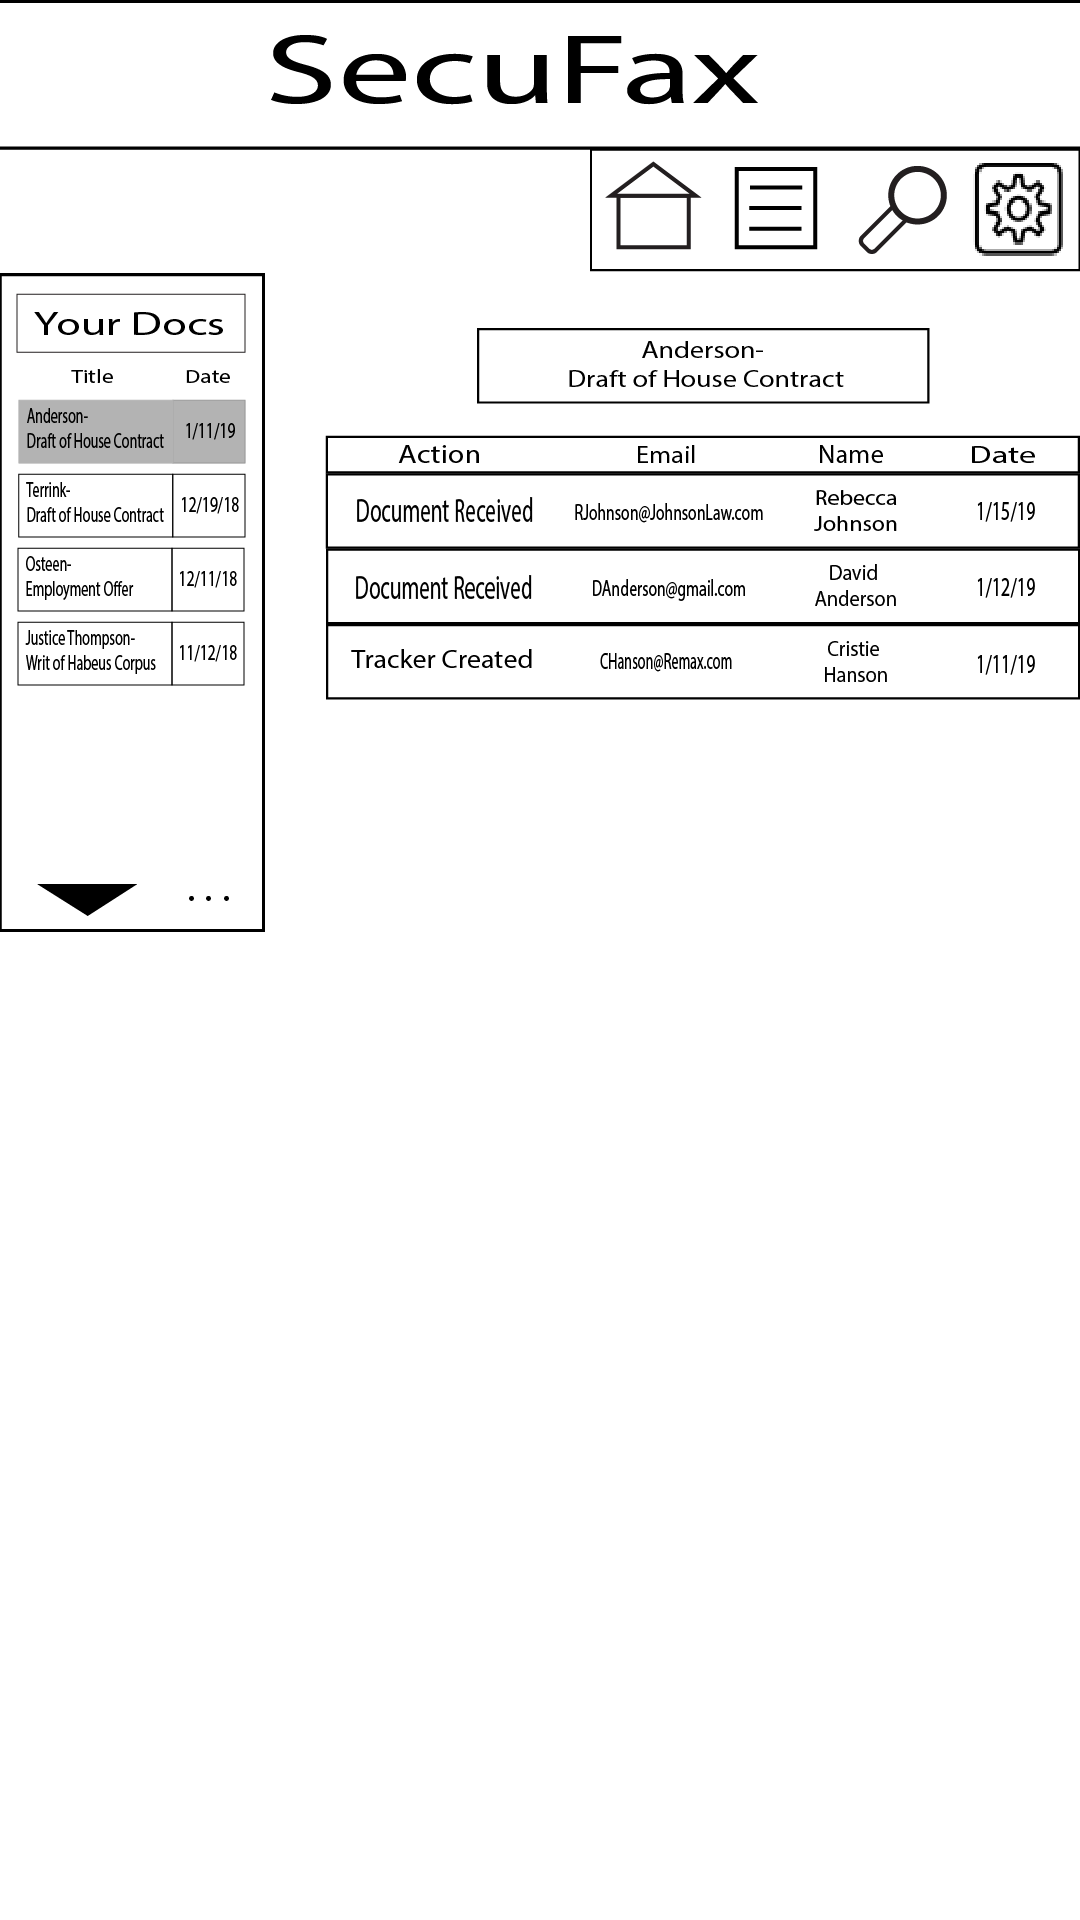 SecuFax
Your Docs
Title Date
Anderson-
Draft of House Contract
1/11/19
Terrink-
Draft of House Contract
12/19/18
Osteen-
Employment Offer
12/11/18
Justice Thompson-
Writ of Habeus Corpus
11/12/18
. . .
Anderson-
Draft of House Contract
Action Email Name Date
Document Received RJohnson@JohnsonLaw.com Rebecca
Johnson
1/15/19
Document Received DAnderson@gmail.com David
Anderson
1/12/19
Tracker Created CHanson@Remax.com Cristie
Hanson
1/11/19